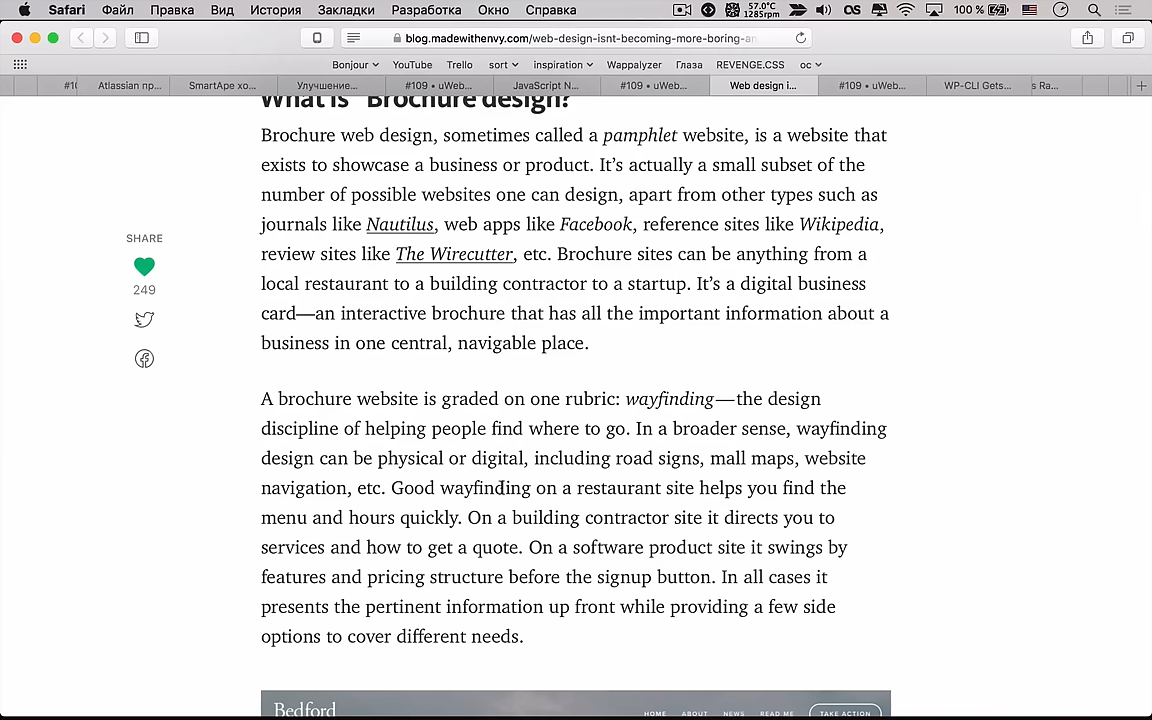 Safari Файл Правка Вид История Закладки Разработка Окно Справка 57.0°C 1285rpm 100 %
blog.madewithenvy.com/web-design-isnt-becoming-more-boring-an
Bonjour YouTube Trello sort inspiration Wappalyzer Глаза REVENGE.CSS ос
#10 Atlassian пр... SmartApe хо... Улучшение... #109 • uWeb... JavaScript N... #109 • uWeb... Web design i... #109 • uWeb... WP-CLI Gets... s Ra...
What is "Brochure design?"
Brochure web design, sometimes called a pamphlet website, is a website that
exists to showcase a business or product. It’s actually a small subset of the
number of possible websites one can design, apart from other types such as
journals like Nautilus, web apps like Facebook, reference sites like Wikipedia,
review sites like The Wirecutter, etc. Brochure sites can be anything from a
local restaurant to a building contractor to a startup. It’s a digital business
card—an interactive brochure that has all the important information about a
business in one central, navigable place.
SHARE
249
A brochure website is graded on one rubric: wayfinding—the design
discipline of helping people find where to go. In a broader sense, wayfinding
design can be physical or digital, including road signs, mall maps, website
navigation, etc. Good wayfinding on a restaurant site helps you find the
menu and hours quickly. On a building contractor site it directs you to
services and how to get a quote. On a software product site it swings by
features and pricing structure before the signup button. In all cases it
presents the pertinent information up front while providing a few side
options to cover different needs.
Bedford HOME ABOUT NEWS READ ME TAKE ACTION